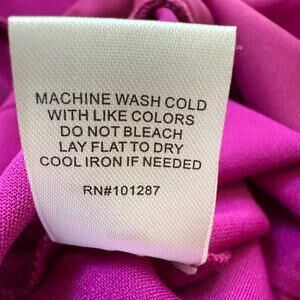 MACHINE WASH COLD
WITH LIKE COLORS
DO NOT BLEACH
LAY FLAT TO DRY
COOL IRON IF NEEDED
RN#101287